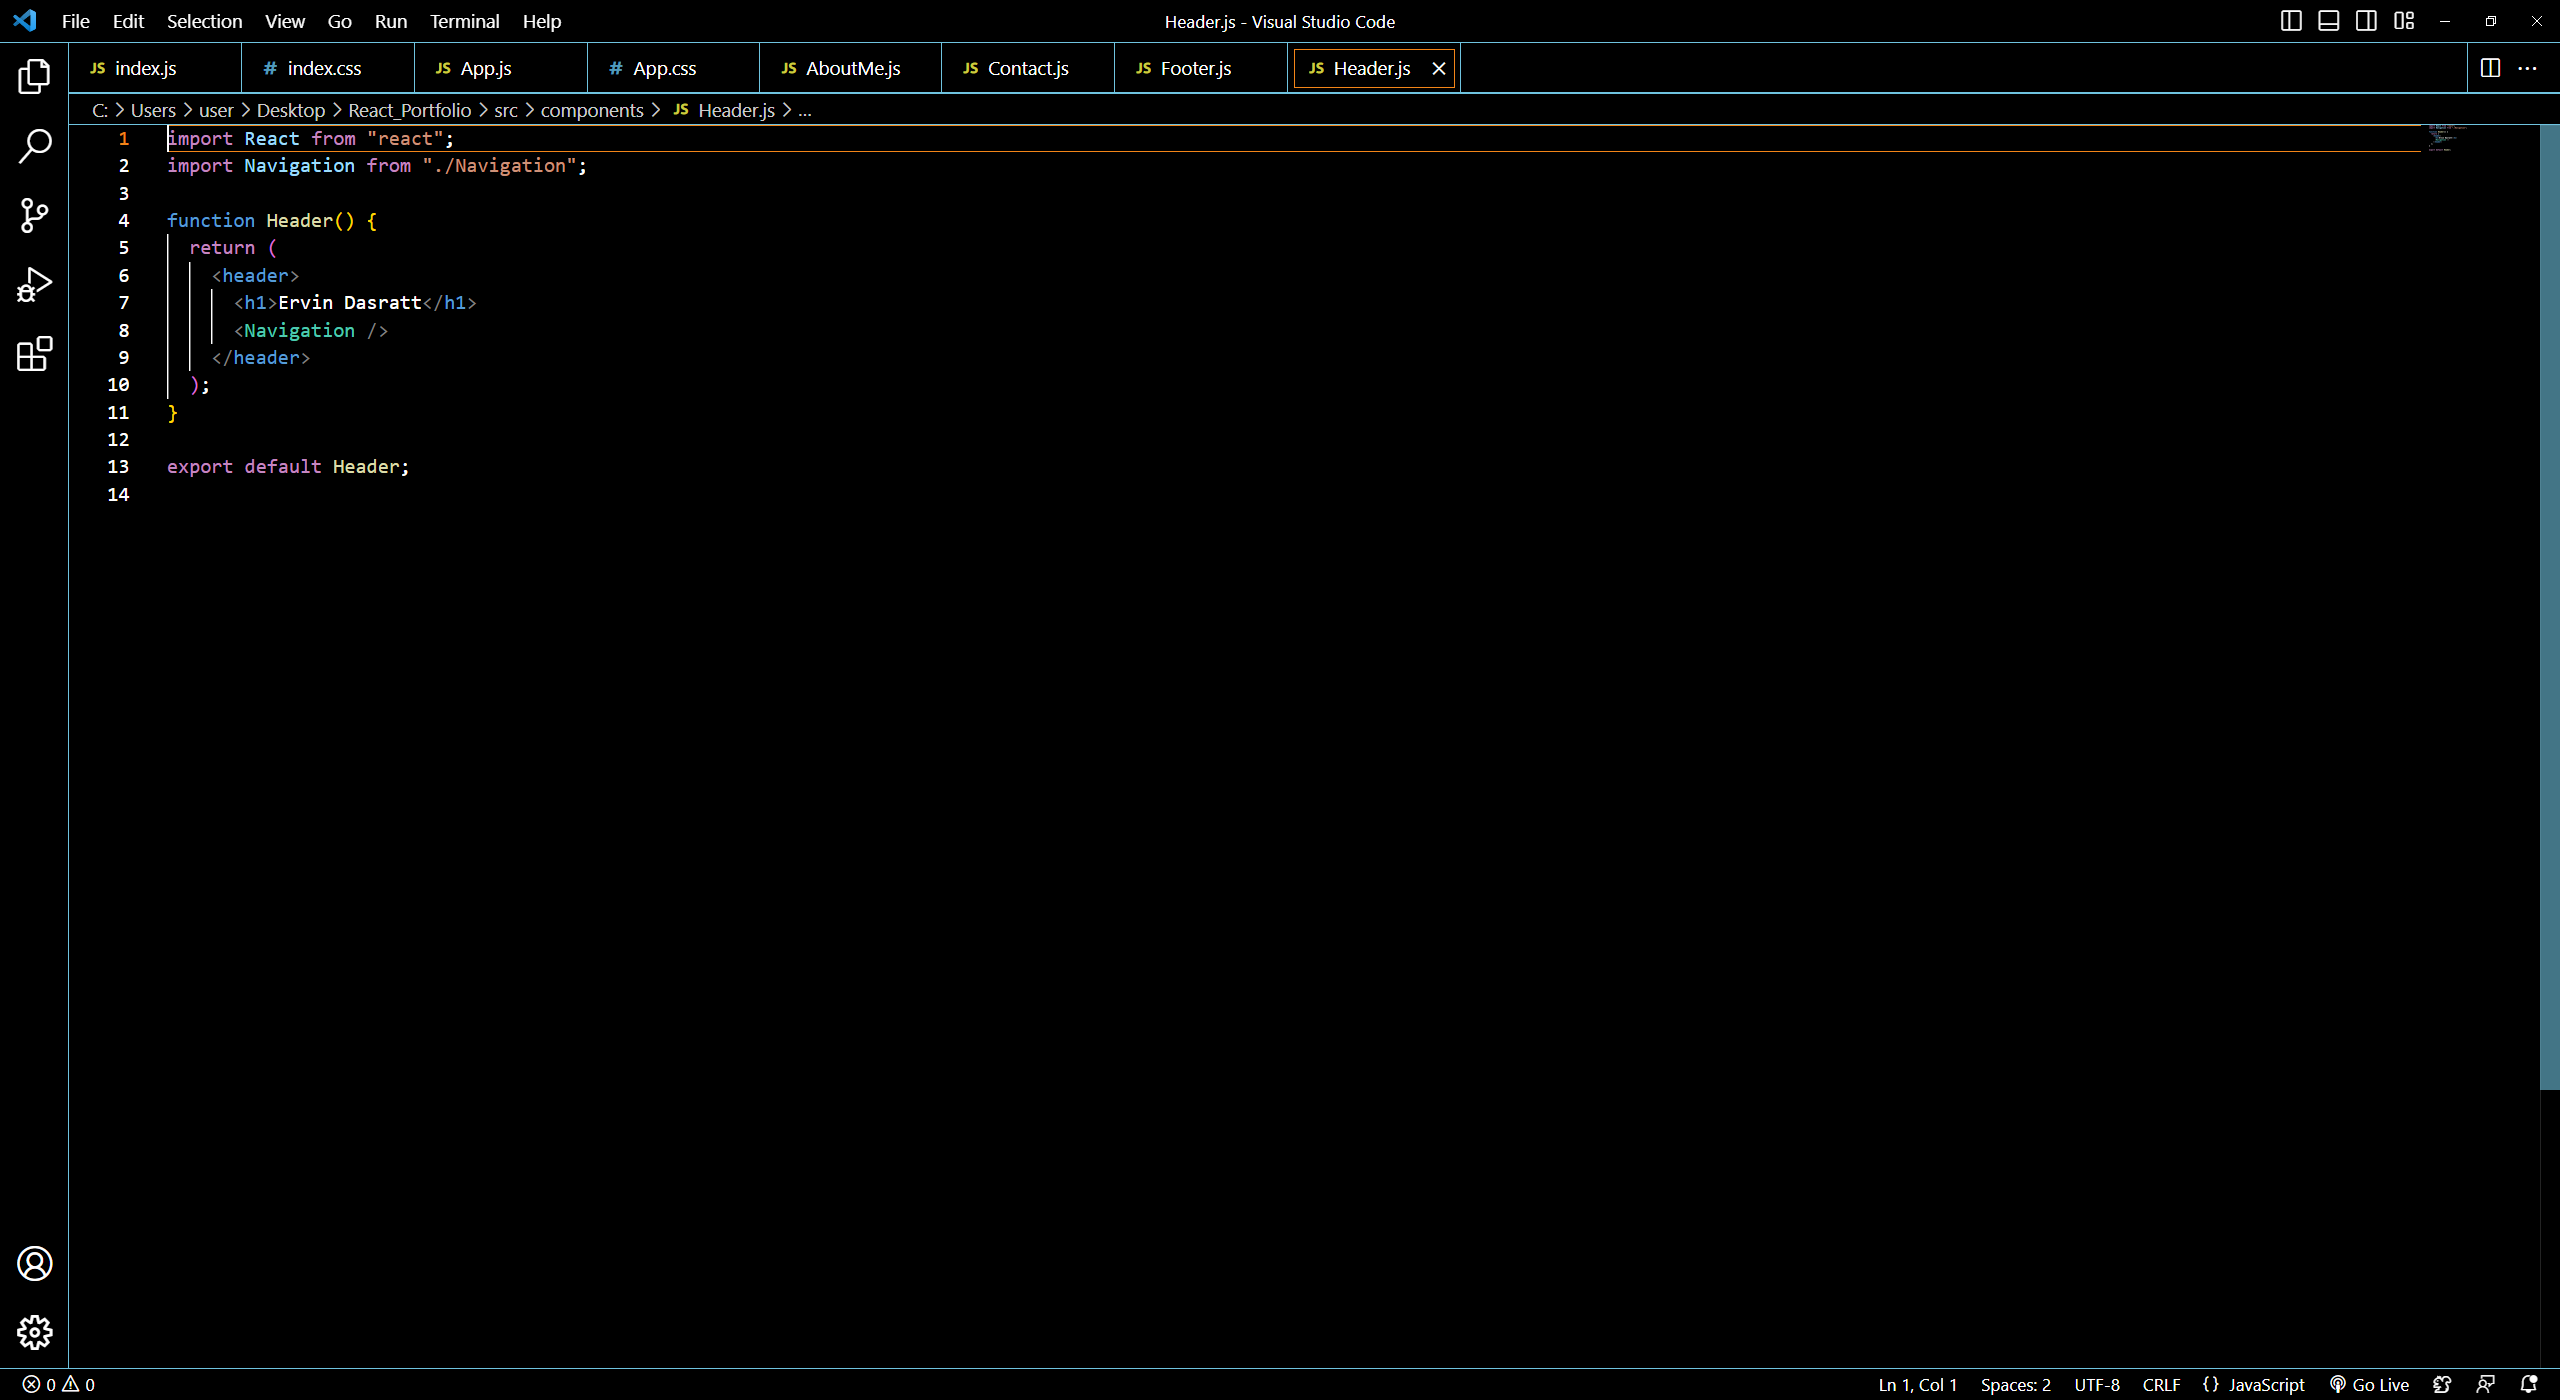 File Edit Selection View Go Run Terminal Help
Header.js - Visual Studio Code
JS index.js # index.css JS App.js # App.css JS AboutMe.js JS Contact.js JS Footer.js JS Header.js
C: > Users > user > Desktop > React_Portfolio > src > components > JS Header.js > ...
1 import React from "react";
2 import Navigation from "./Navigation";
3
4 function Header() {
5 return (
6 <header>
7 <h1>Ervin Dasratt</h1>
8 <Navigation />
9 </header>
10 );
11 }
12
13 export default Header;
14
0 0 Ln 1, Col 1 Spaces: 2 UTF-8 CRLF {} JavaScript Go Live